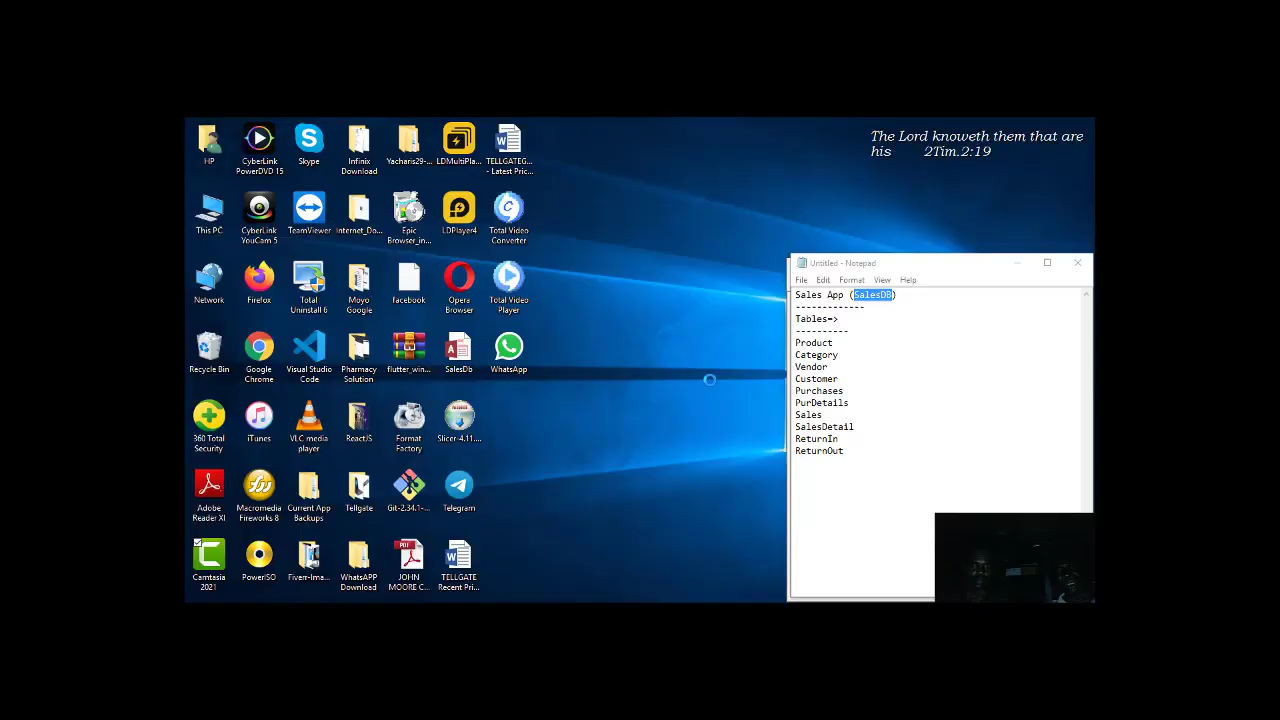 The Lord knoweth them that are
his 2Tim.2:19
HP
CyberLink
PowerDVD 15
Skype
Infinix
Download
Yacharis29-...
LDMultiPla...
TELLGATEG...
- Latest Pric...
This PC
CyberLink
YouCam 5
TeamViewer
Internet_Do...
Epic
Browser_in...
LDPlayer4
Total Video
Converter
Network
Firefox
Total
Uninstall 6
Moyo
Google
facebook
Opera
Browser
Total Video
Player
Recycle Bin
Google
Chrome
Visual Studio
Code
Pharmacy
Solution
flutter_win...
SalesDb
WhatsApp
360 Total
Security
iTunes
VLC media
player
ReactJS
Format
Factory
Slicer-4.11....
Adobe
Reader XI
Macromedia
Fireworks 8
Current App
Backups
Tellgate
Git-2.34.1-...
Telegram
Camtasia
2021
PowerISO
Fiverr-Ima...
WhatsAPP
Download
JOHN
MOORE C...
TELLGATE
Recent Pri...
Untitled - Notepad
File Edit Format View Help
Sales App (SalesDB)
-------------
Tables=>
----------
Product
Category
Vendor
Customer
Purchases
PurDetails
Sales
SalesDetail
ReturnIn
ReturnOut